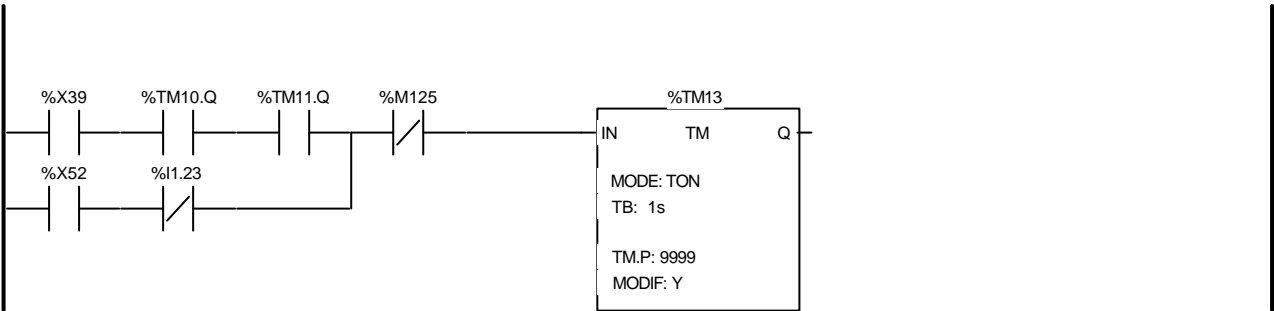 %X39 %TM10.Q %TM11.Q %M125 %TM13
IN TM Q
%X52 %I1.23
MODE: TON
TB: 1s
TM.P: 9999
MODIF: Y